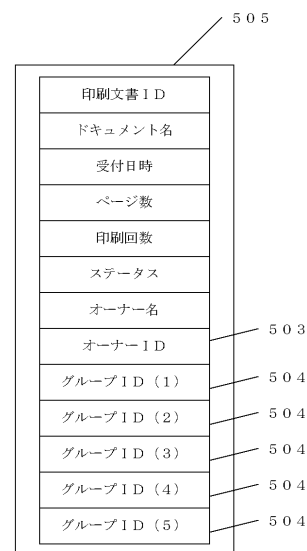 ５０５
印刷文書ＩＤ
ドキュメント名
受付日時
ページ数
印刷回数
ステータス
オーナー名
オーナーＩＤ
５０３
グループＩＤ（１）
５０４
グループＩＤ（２）
５０４
グループＩＤ（３）
５０４
グループＩＤ（４）
５０４
グループＩＤ（５）
５０４